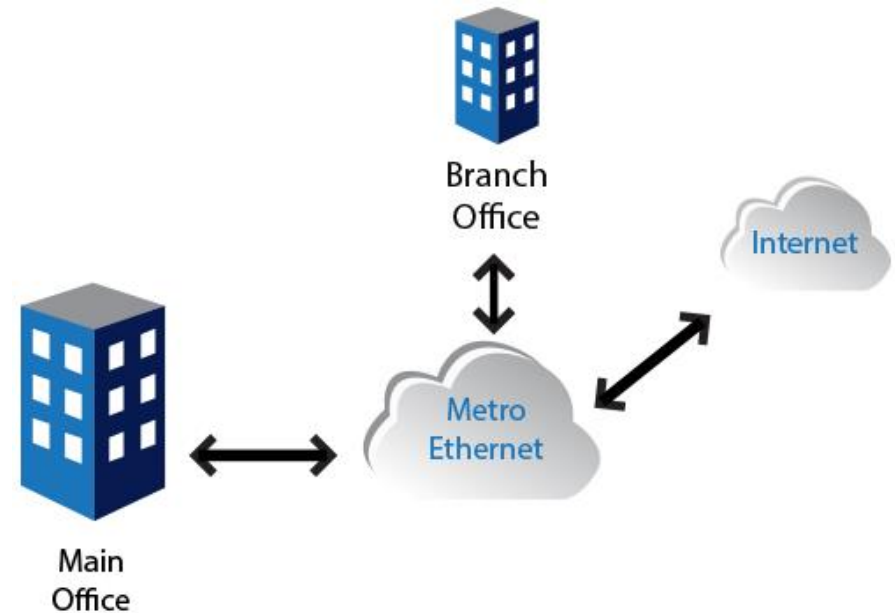 Branch
Office
Internet
Metro
Ethernet
Main
Office